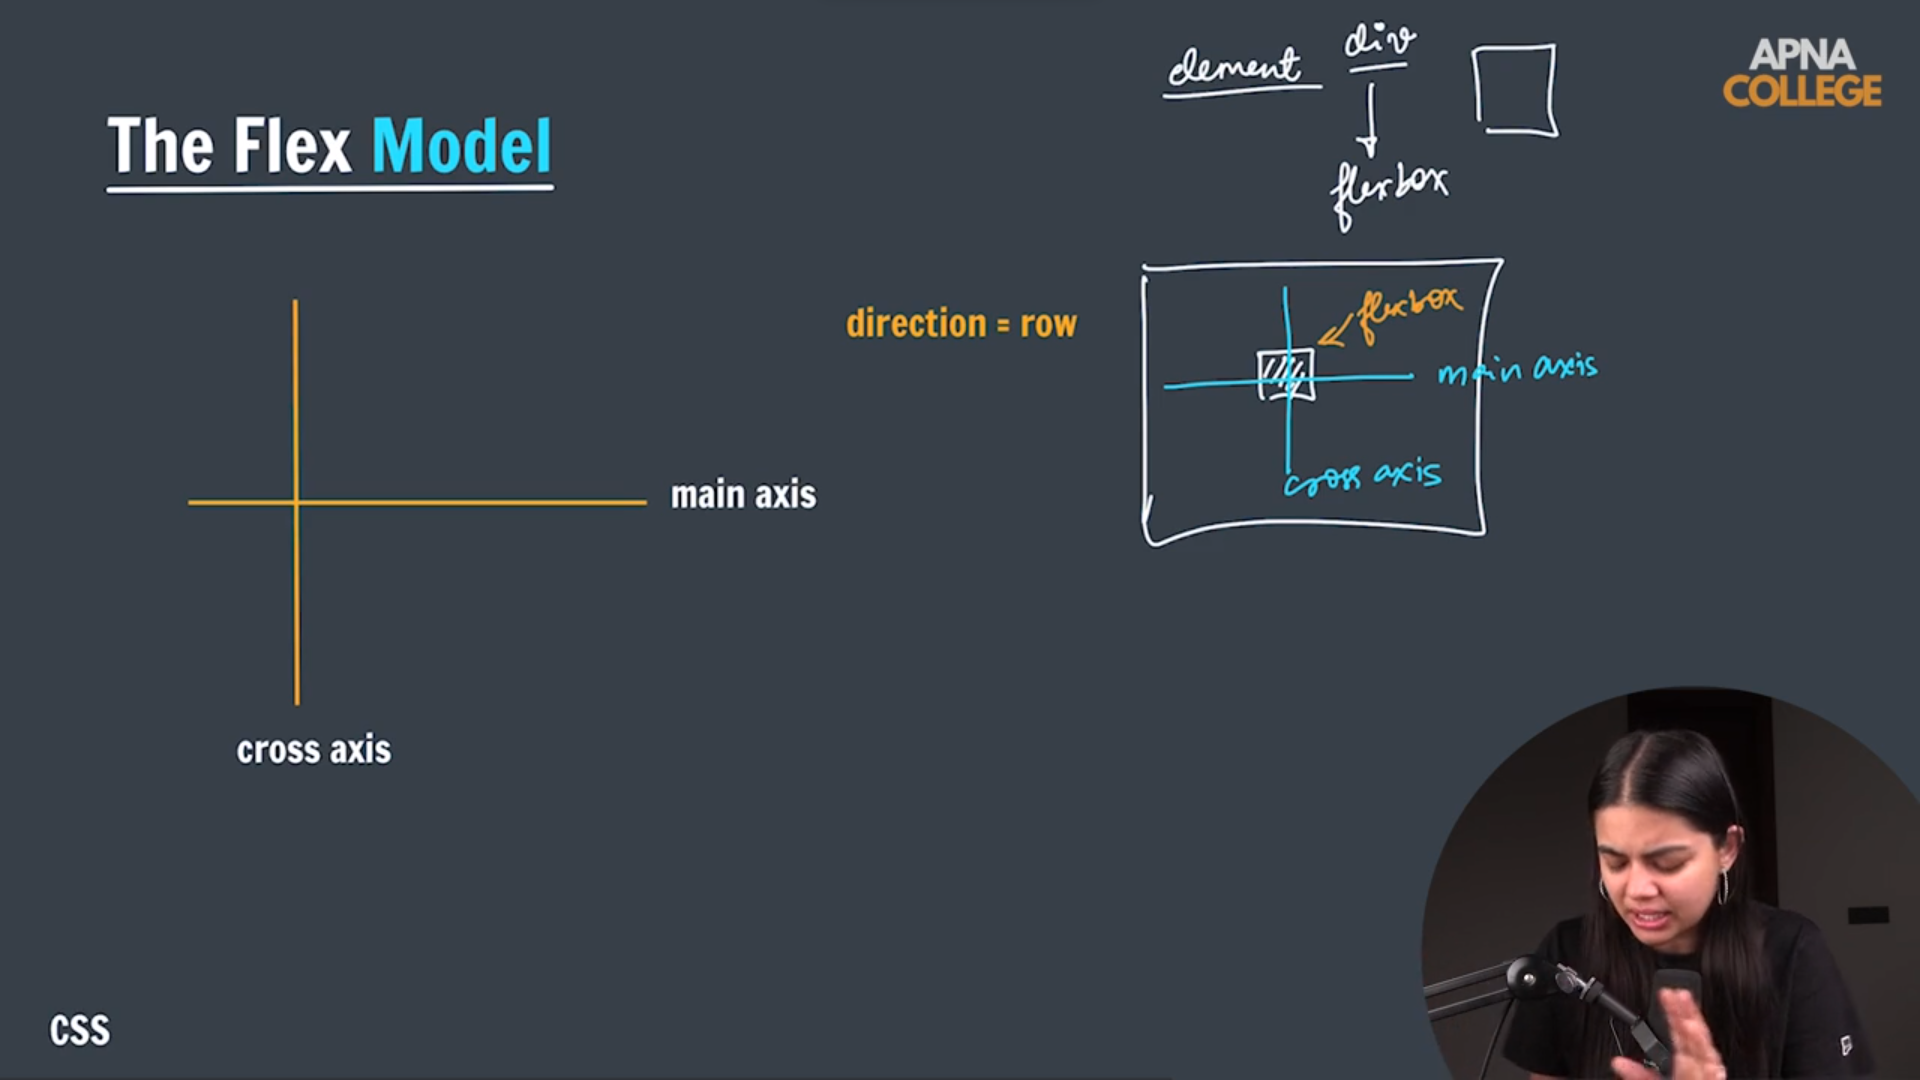 element div
APNA
COLLEGE
The Flex Model
flexbox
direction = row
flexbox
main axis
main axis
cross axis
cross axis
CSS